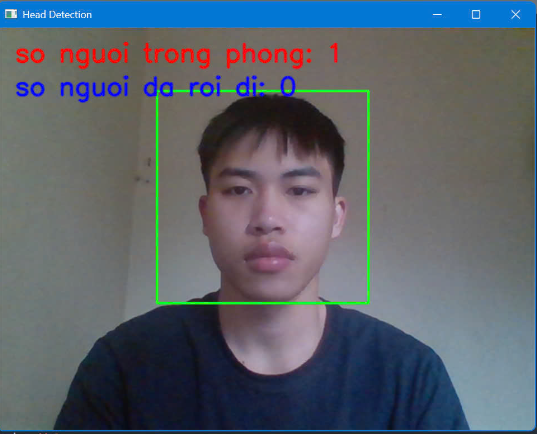 Head Detection
so nguoi trong phong: 1
so nguoi da roi di: 0